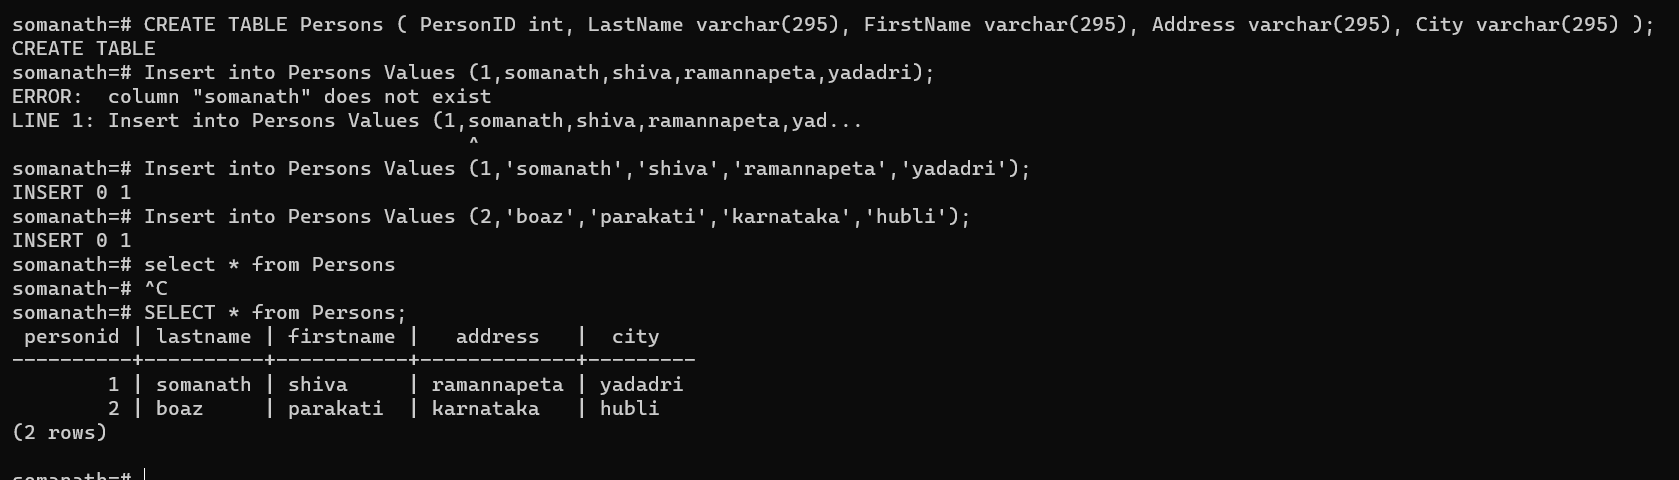 somanath=# CREATE TABLE Persons ( PersonID int, LastName varchar(295), FirstName varchar(295), Address varchar(295), City varchar(295) );
CREATE TABLE
somanath=# Insert into Persons Values (1,somanath,shiva,ramannapeta,yadadri);
ERROR:  column "somanath" does not exist
LINE 1: Insert into Persons Values (1,somanath,shiva,ramannapeta,yad...
                                      ^
somanath=# Insert into Persons Values (1,'somanath','shiva','ramannapeta','yadadri');
INSERT 0 1
somanath=# Insert into Persons Values (2,'boaz','parakati','karnataka','hubli');
INSERT 0 1
somanath=# select * from Persons
somanath-# ^C
somanath=# SELECT * from Persons;
 personid | lastname | firstname |   address   |  city
----------+----------+-----------+-------------+---------
        1 | somanath | shiva     | ramannapeta | yadadri
        2 | boaz     | parakati  | karnataka   | hubli
(2 rows)
somanath=#